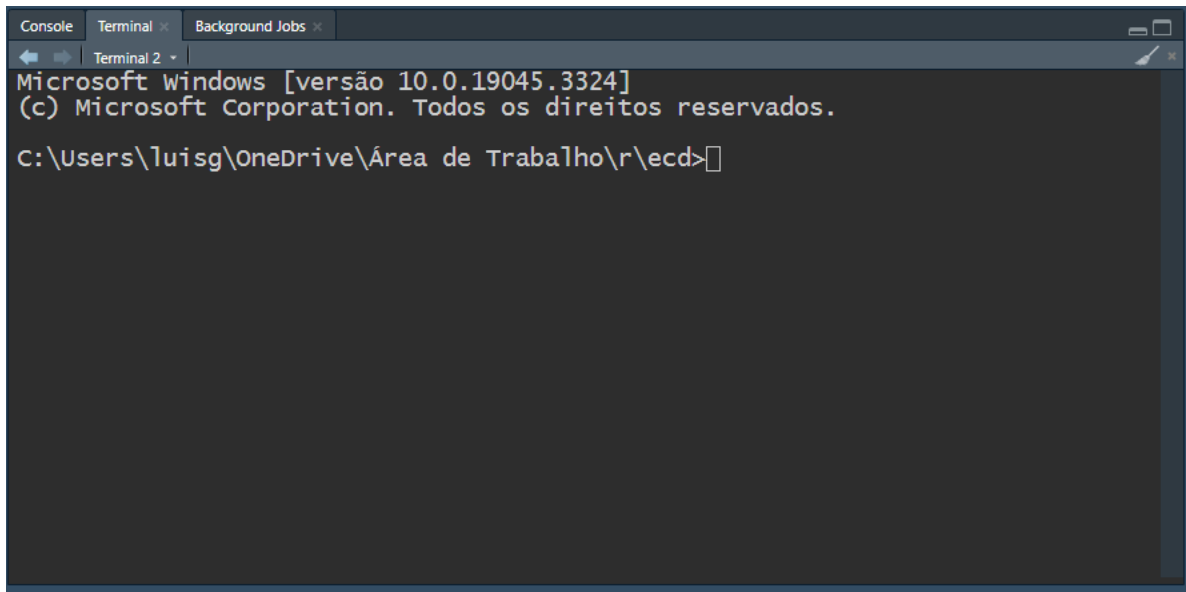 Console Terminal Background Jobs
Terminal 2
Microsoft Windows [versão 10.0.19045.3324]
(c) Microsoft Corporation. Todos os direitos reservados.
C:\Users\luisg\OneDrive\Área de Trabalho\r\ecd>